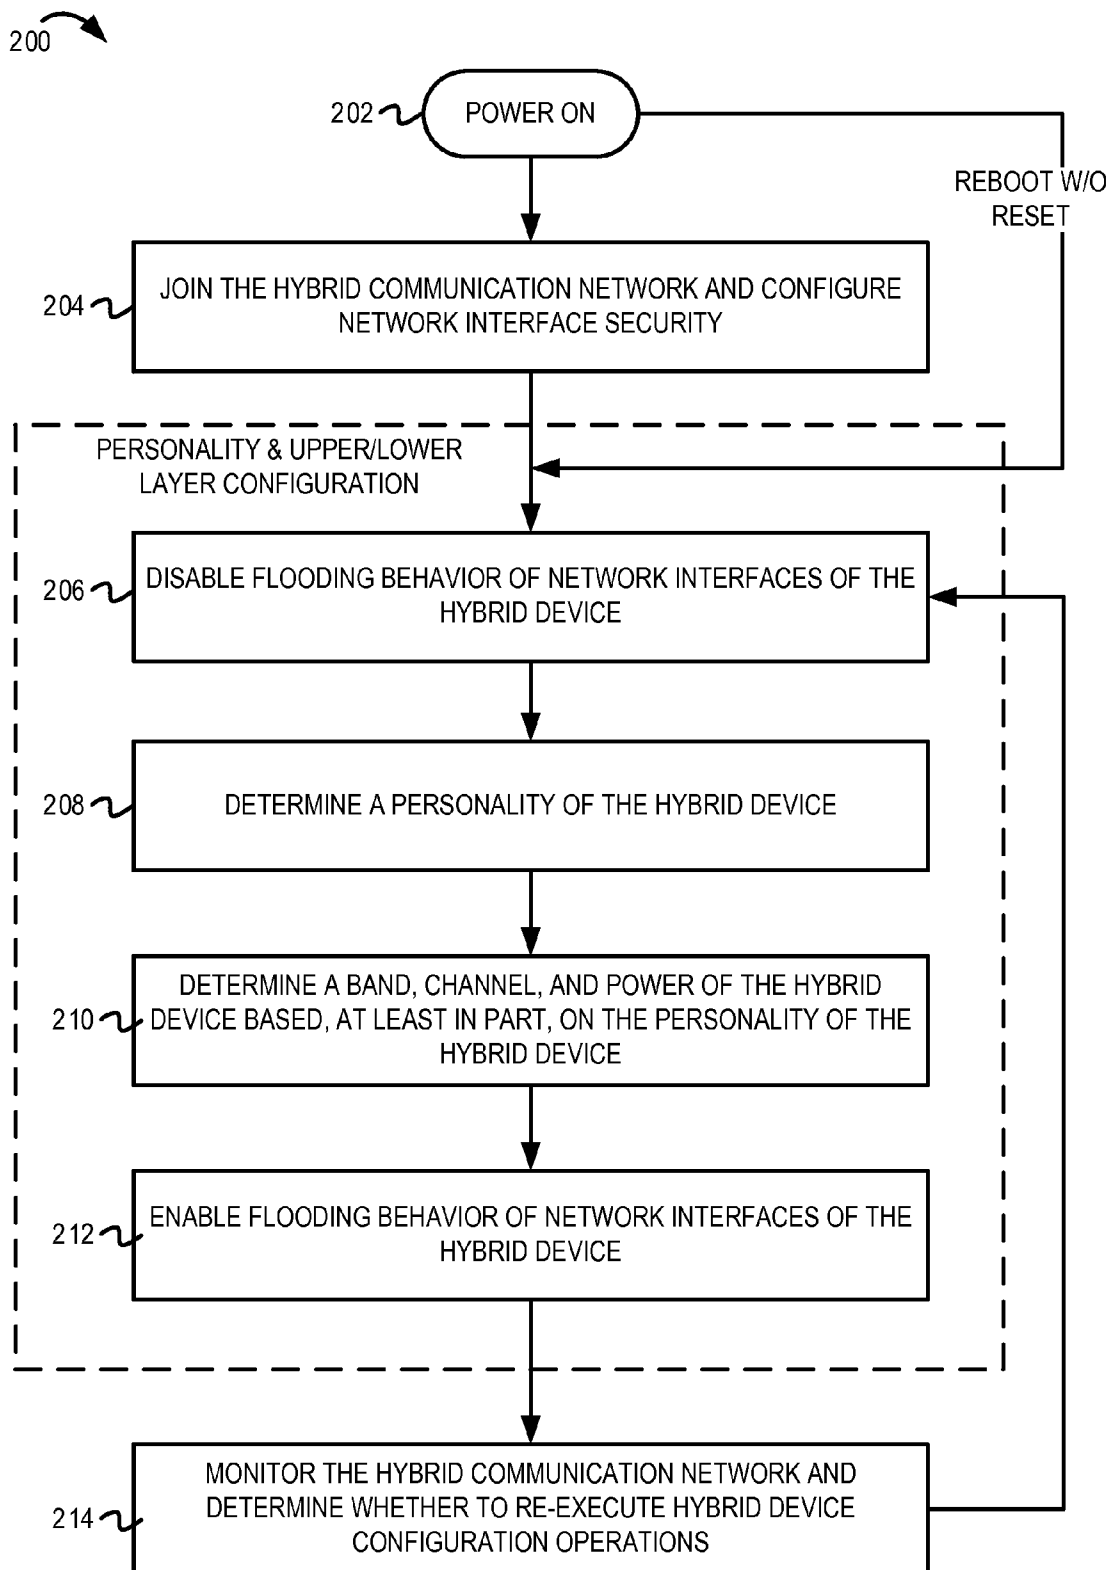 200
202
POWER ON
REBOOT W/O
RESET
204
JOIN THE HYBRID COMMUNICATION NETWORK AND CONFIGURE
NETWORK INTERFACE SECURITY
PERSONALITY & UPPER/LOWER
LAYER CONFIGURATION
206
DISABLE FLOODING BEHAVIOR OF NETWORK INTERFACES OF THE
HYBRID DEVICE
208
DETERMINE A PERSONALITY OF THE HYBRID DEVICE
210
DETERMINE A BAND, CHANNEL, AND POWER OF THE HYBRID
DEVICE BASED, AT LEAST IN PART, ON THE PERSONALITY OF THE
HYBRID DEVICE
212
ENABLE FLOODING BEHAVIOR OF NETWORK INTERFACES OF THE
HYBRID DEVICE
214
MONITOR THE HYBRID COMMUNICATION NETWORK AND
DETERMINE WHETHER TO RE-EXECUTE HYBRID DEVICE
CONFIGURATION OPERATIONS